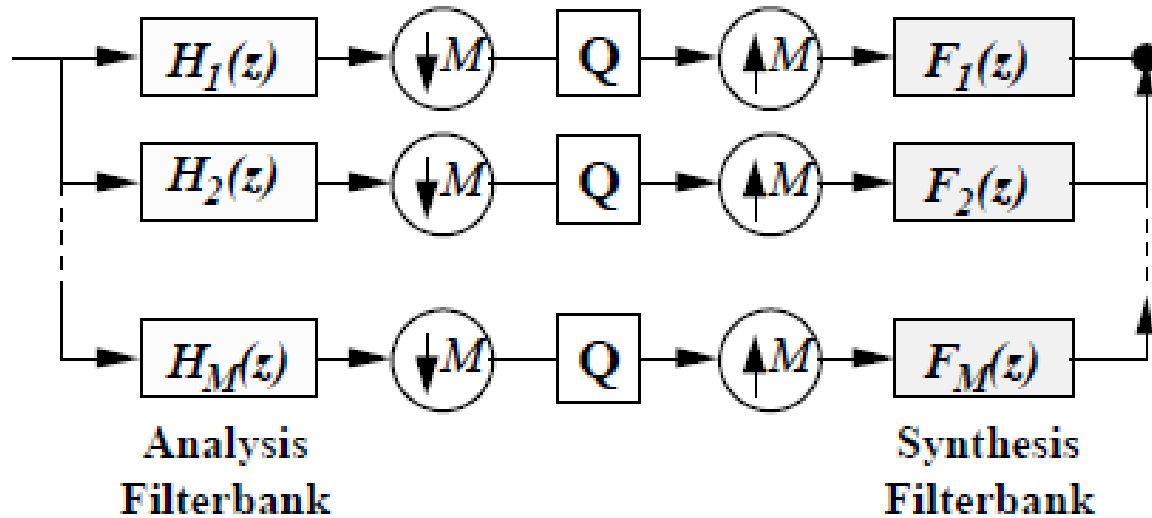 H1(z) ↓M Q ↑M F1(z)
H2(z) ↓M Q ↑M F2(z)
HM(z) ↓M Q ↑M FM(z)
Analysis Synthesis
Filterbank Filterbank